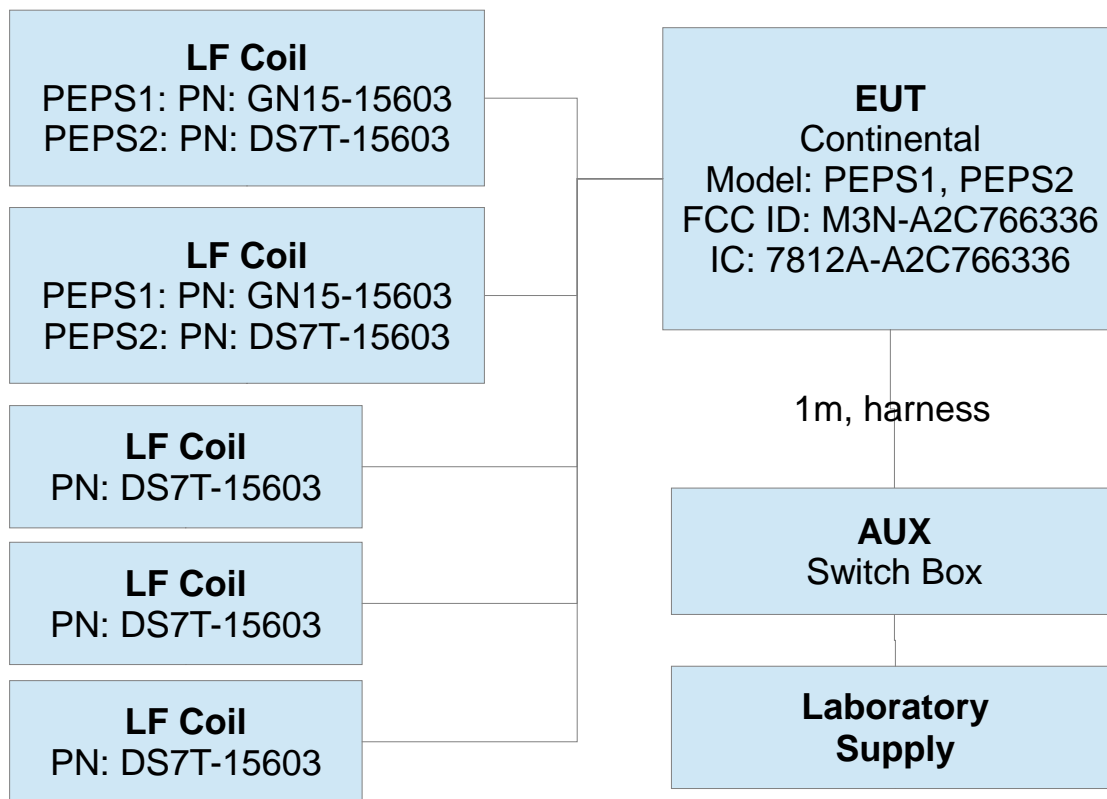 LF Coil
PEPS1: PN: GN15-15603
PEPS2: PN: DS7T-15603
LF Coil
PEPS1: PN: GN15-15603
PEPS2: PN: DS7T-15603
LF Coil
PN: DS7T-15603
LF Coil
PN: DS7T-15603
LF Coil
PN: DS7T-15603
EUT
Continental
Model: PEPS1, PEPS2
FCC ID: M3N-A2C766336
IC: 7812A-A2C766336
1m, harness
AUX
Switch Box
Laboratory
Supply